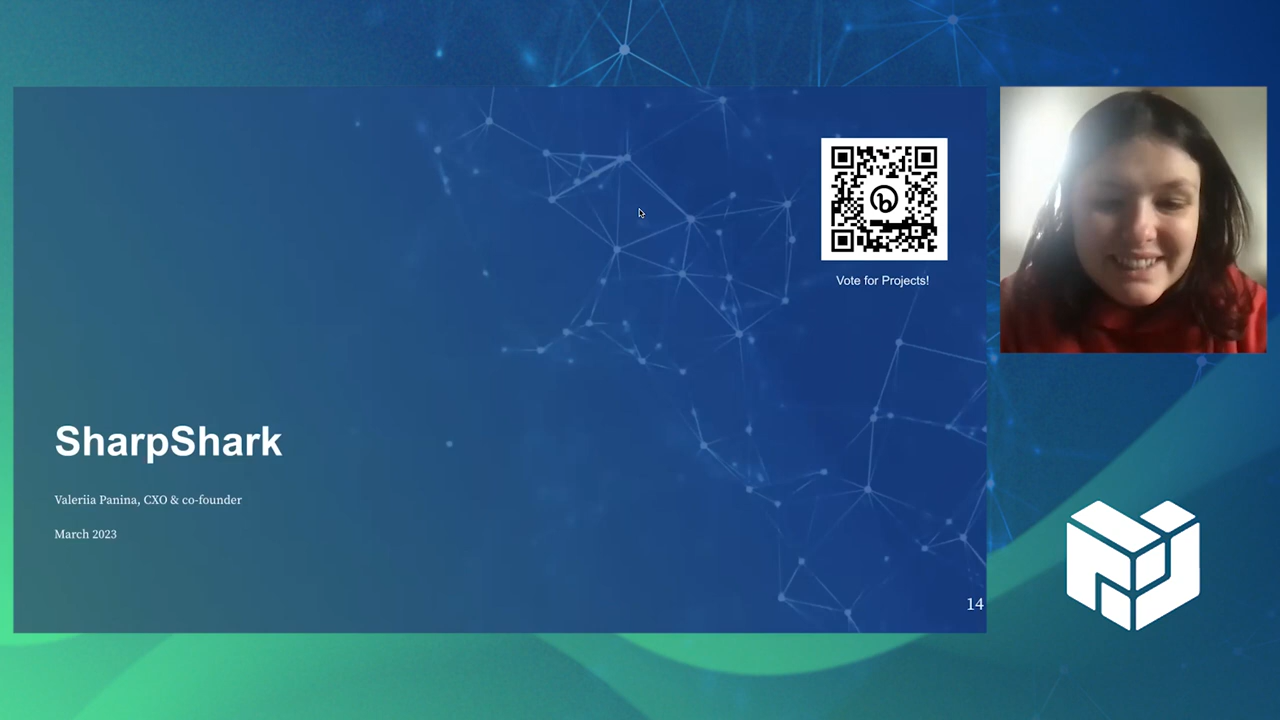 Vote for Projects!
SharpShark
Valeriia Panina, CXO & co-founder
March 2023
14